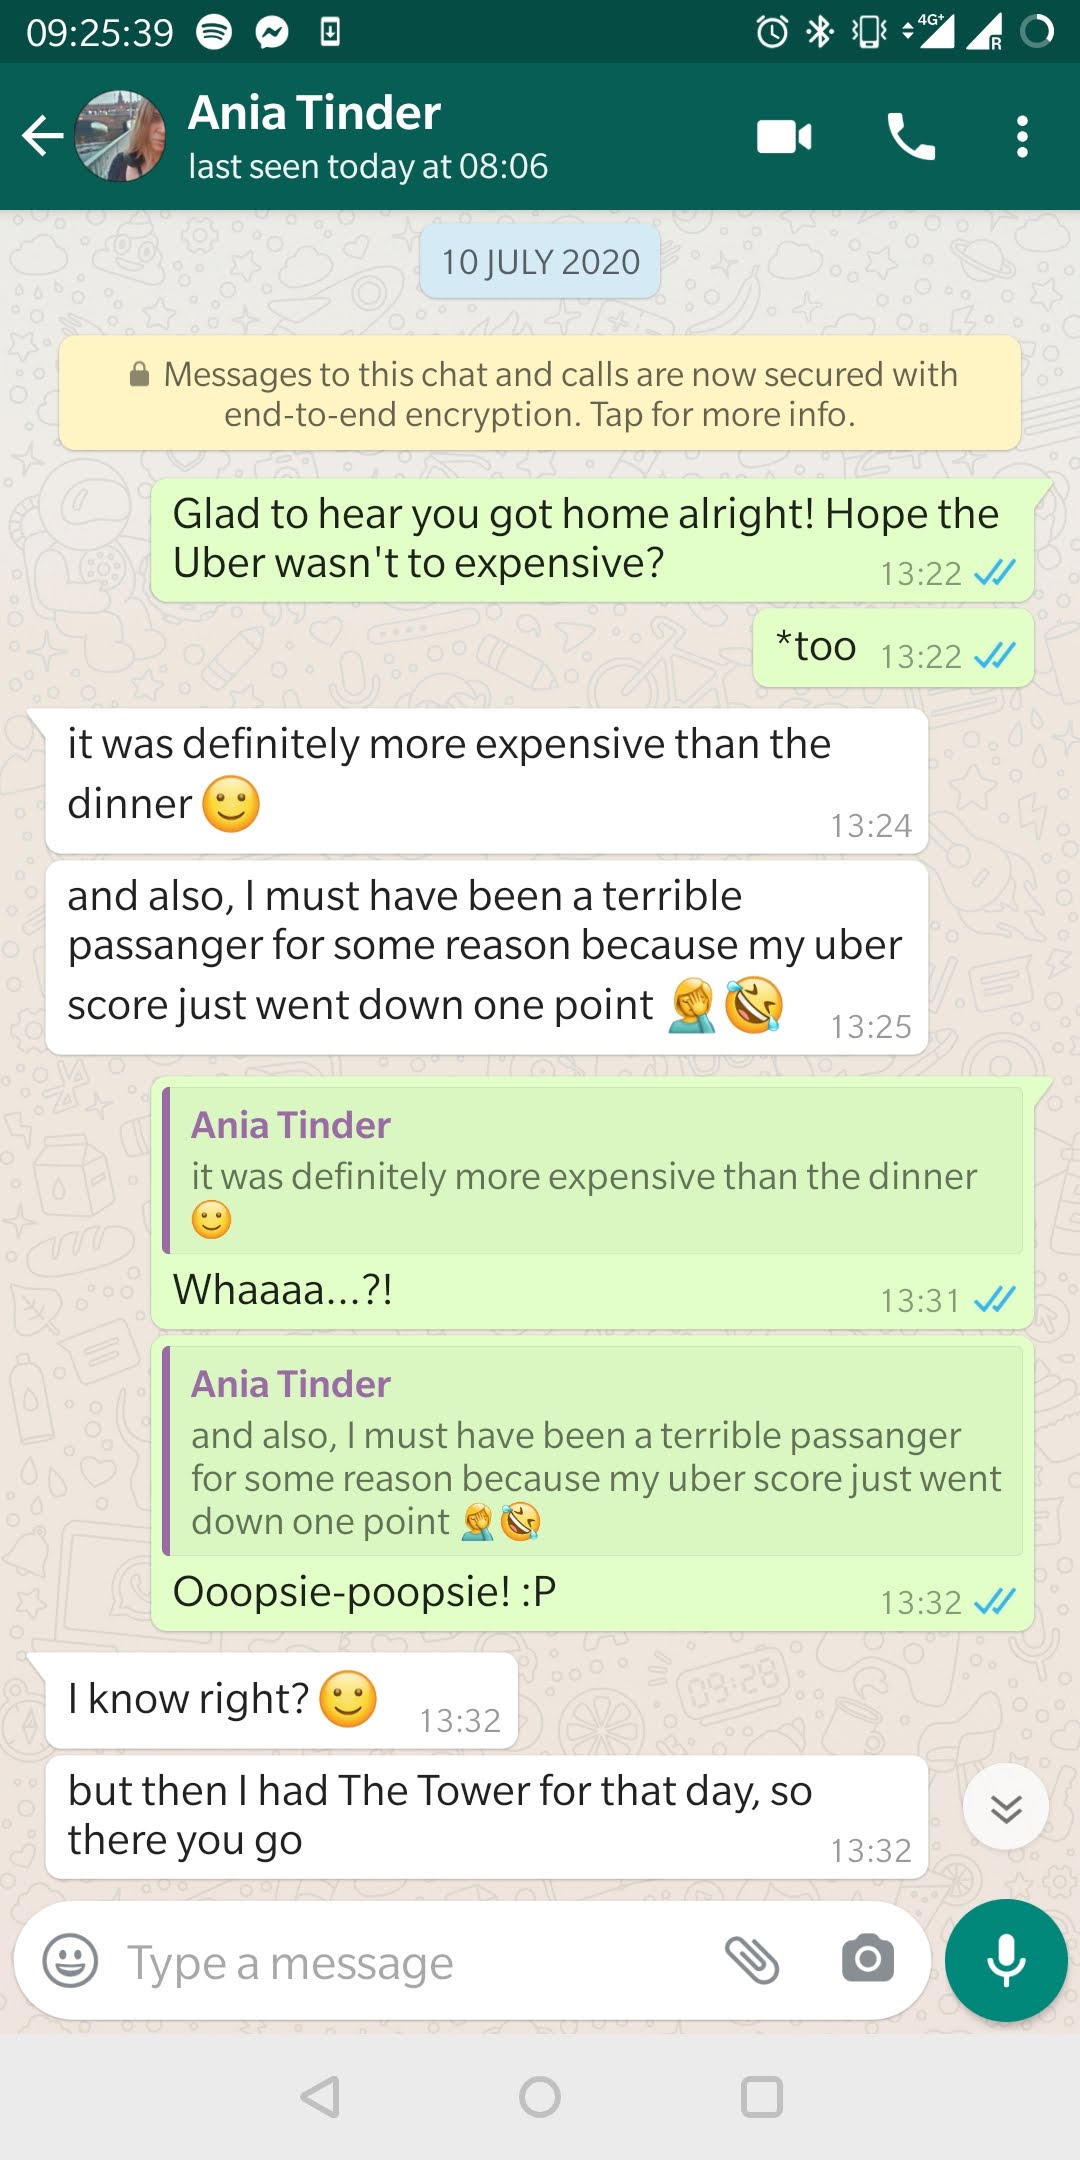 09:25:39
4G+
R
Ania Tinder
last seen today at 08:06
10 JULY 2020
Messages to this chat and calls are now secured with
end-to-end encryption. Tap for more info.
Glad to hear you got home alright! Hope the
Uber wasn't to expensive?
13:22
*too 13:22
it was definitely more expensive than the
dinner 🙂
13:24
and also, I must have been a terrible
passanger for some reason because my uber
score just went down one point 🤦‍♀️🤣
13:25
Ania Tinder
it was definitely more expensive than the dinner
🙂
Whaaaa...?!
13:31
Ania Tinder
and also, I must have been a terrible passanger
for some reason because my uber score just went
down one point 🤦‍♀️🤣
Ooopsie-poopsie! :P
13:32
I know right? 🙂 13:32
but then I had The Tower for that day, so
there you go
13:32
Type a message